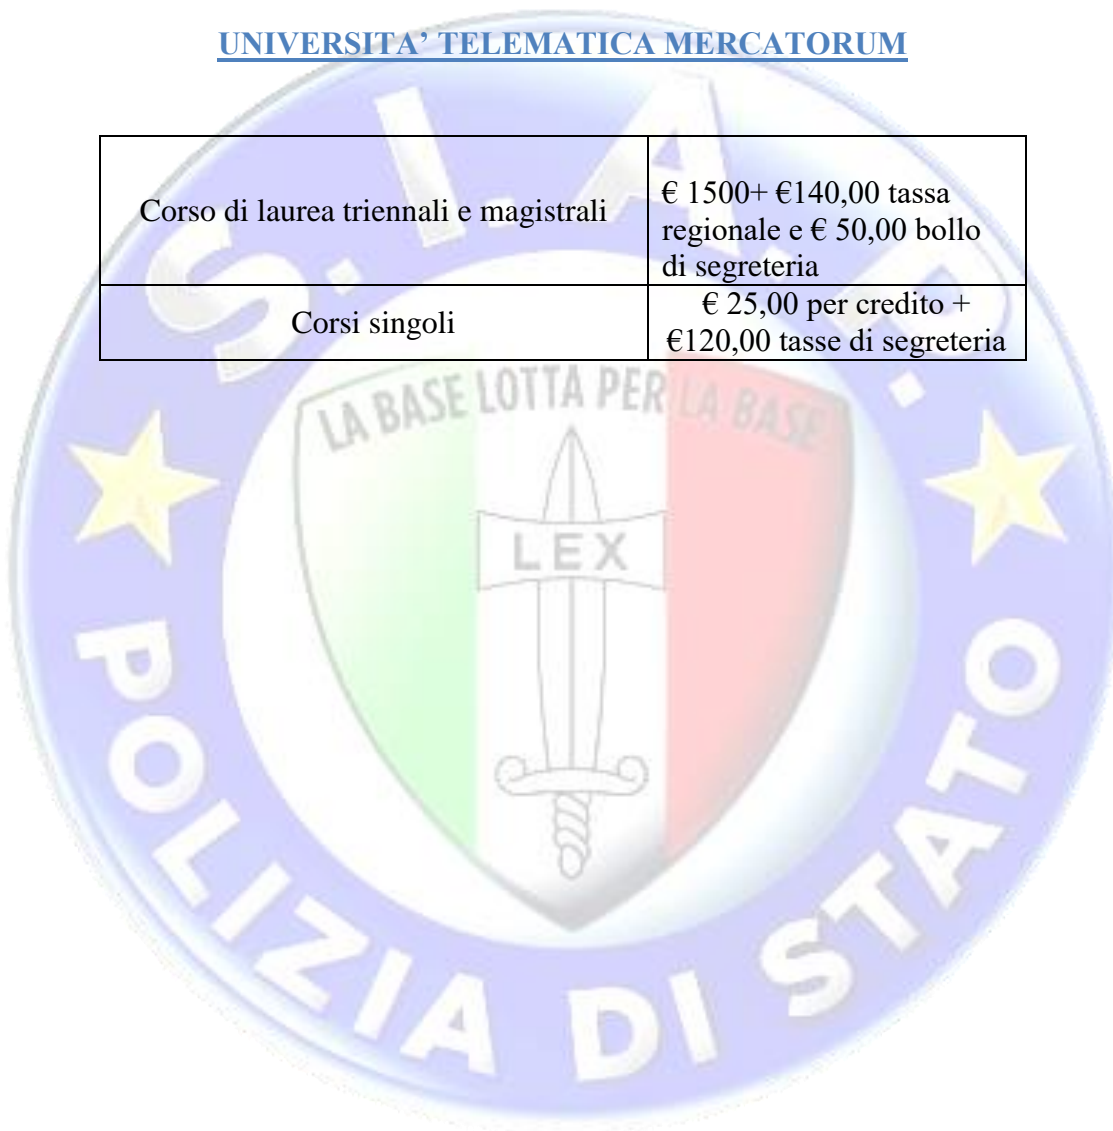 UNIVERSITA’ TELEMATICA MERCATORUM
Corso di laurea triennali e magistrali
€ 1500+ €140,00 tassa
regionale e € 50,00 bollo
di segreteria
Corsi singoli
€ 25,00 per credito +
€120,00 tasse di segreteria
S.I.A.P.
LA BASE LOTTA PER LA BASE
LEX
POLIZIA DI STATO